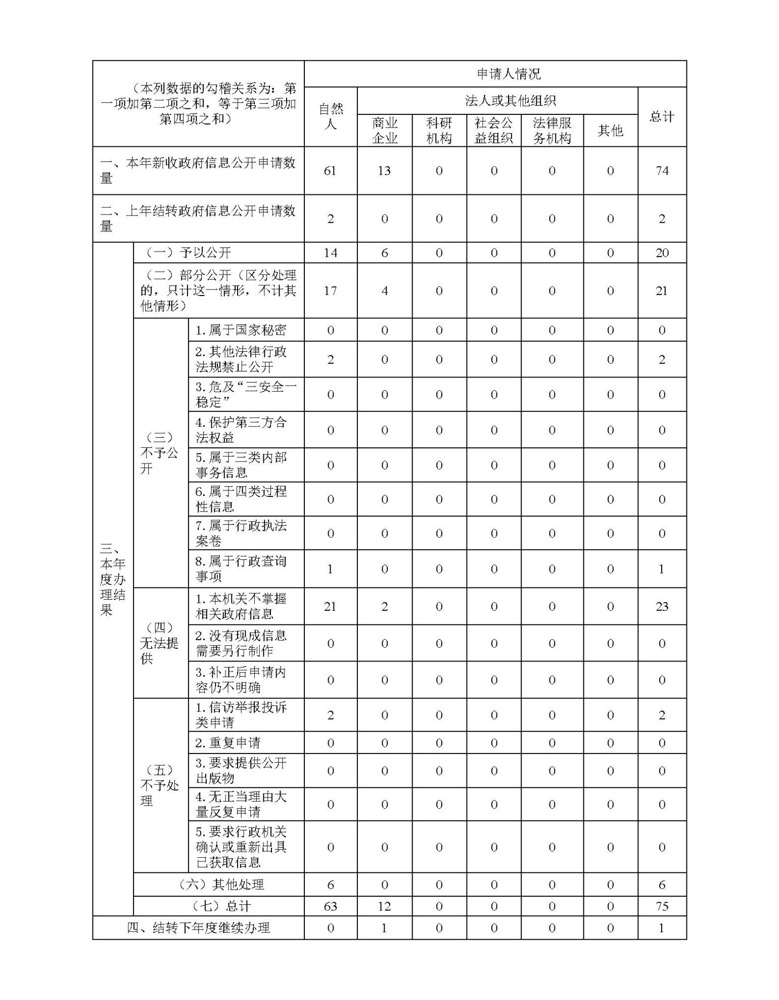 （本列数据的勾稽关系为：第
一项加第二项之和，等于第三项加
第四项之和）
申请人情况
自然
人
法人或其他组织
总计
商业
企业
科研
机构
社会公
益组织
法律服
务机构
其他
一、本年新收政府信息公开申请数
量
61 13 0 0 0 0 74
二、上年结转政府信息公开申请数
量
2 0 0 0 0 0 2
三、
本年
度办
理结
果
（一）予以公开
14 6 0 0 0 0 20
（二）部分公开（区分处理
的，只计这一情形，不计其
他情形）
17 4 0 0 0 0 21
（三）
不予公
开
1.属于国家秘密
0 0 0 0 0 0 0
2.其他法律行政
法规禁止公开
2 0 0 0 0 0 2
3.危及“三安全一
稳定”
0 0 0 0 0 0 0
4.保护第三方合
法权益
0 0 0 0 0 0 0
5.属于三类内部
事务信息
0 0 0 0 0 0 0
6.属于四类过程
性信息
0 0 0 0 0 0 0
7.属于行政执法
案卷
0 0 0 0 0 0 0
8.属于行政查询
事项
1 0 0 0 0 0 1
（四）
无法提
供
1.本机关不掌握
相关政府信息
21 2 0 0 0 0 23
2.没有现成信息
需要另行制作
0 0 0 0 0 0 0
3.补正后申请内
容仍不明确
0 0 0 0 0 0 0
（五）
不予处
理
1.信访举报投诉
类申请
2 0 0 0 0 0 2
2.重复申请
0 0 0 0 0 0 0
3.要求提供公开
出版物
0 0 0 0 0 0 0
4.无正当理由大
量反复申请
0 0 0 0 0 0 0
5.要求行政机关
确认或重新出具
已获取信息
0 0 0 0 0 0 0
（六）其他处理
6 0 0 0 0 0 6
（七）总计
63 12 0 0 0 0 75
四、结转下年度继续办理
0 1 0 0 0 0 1